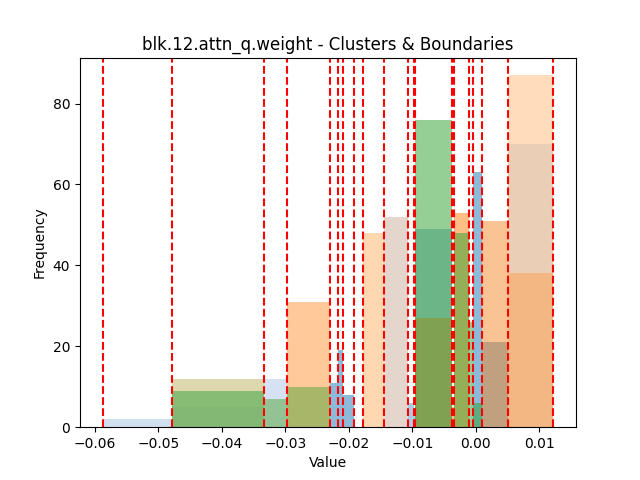 blk.12.attn_q.weight - Clusters & Boundaries
80
60
40
20
0
Frequency
−0.06 −0.05 −0.04 −0.03 −0.02 −0.01 0.00 0.01
Value